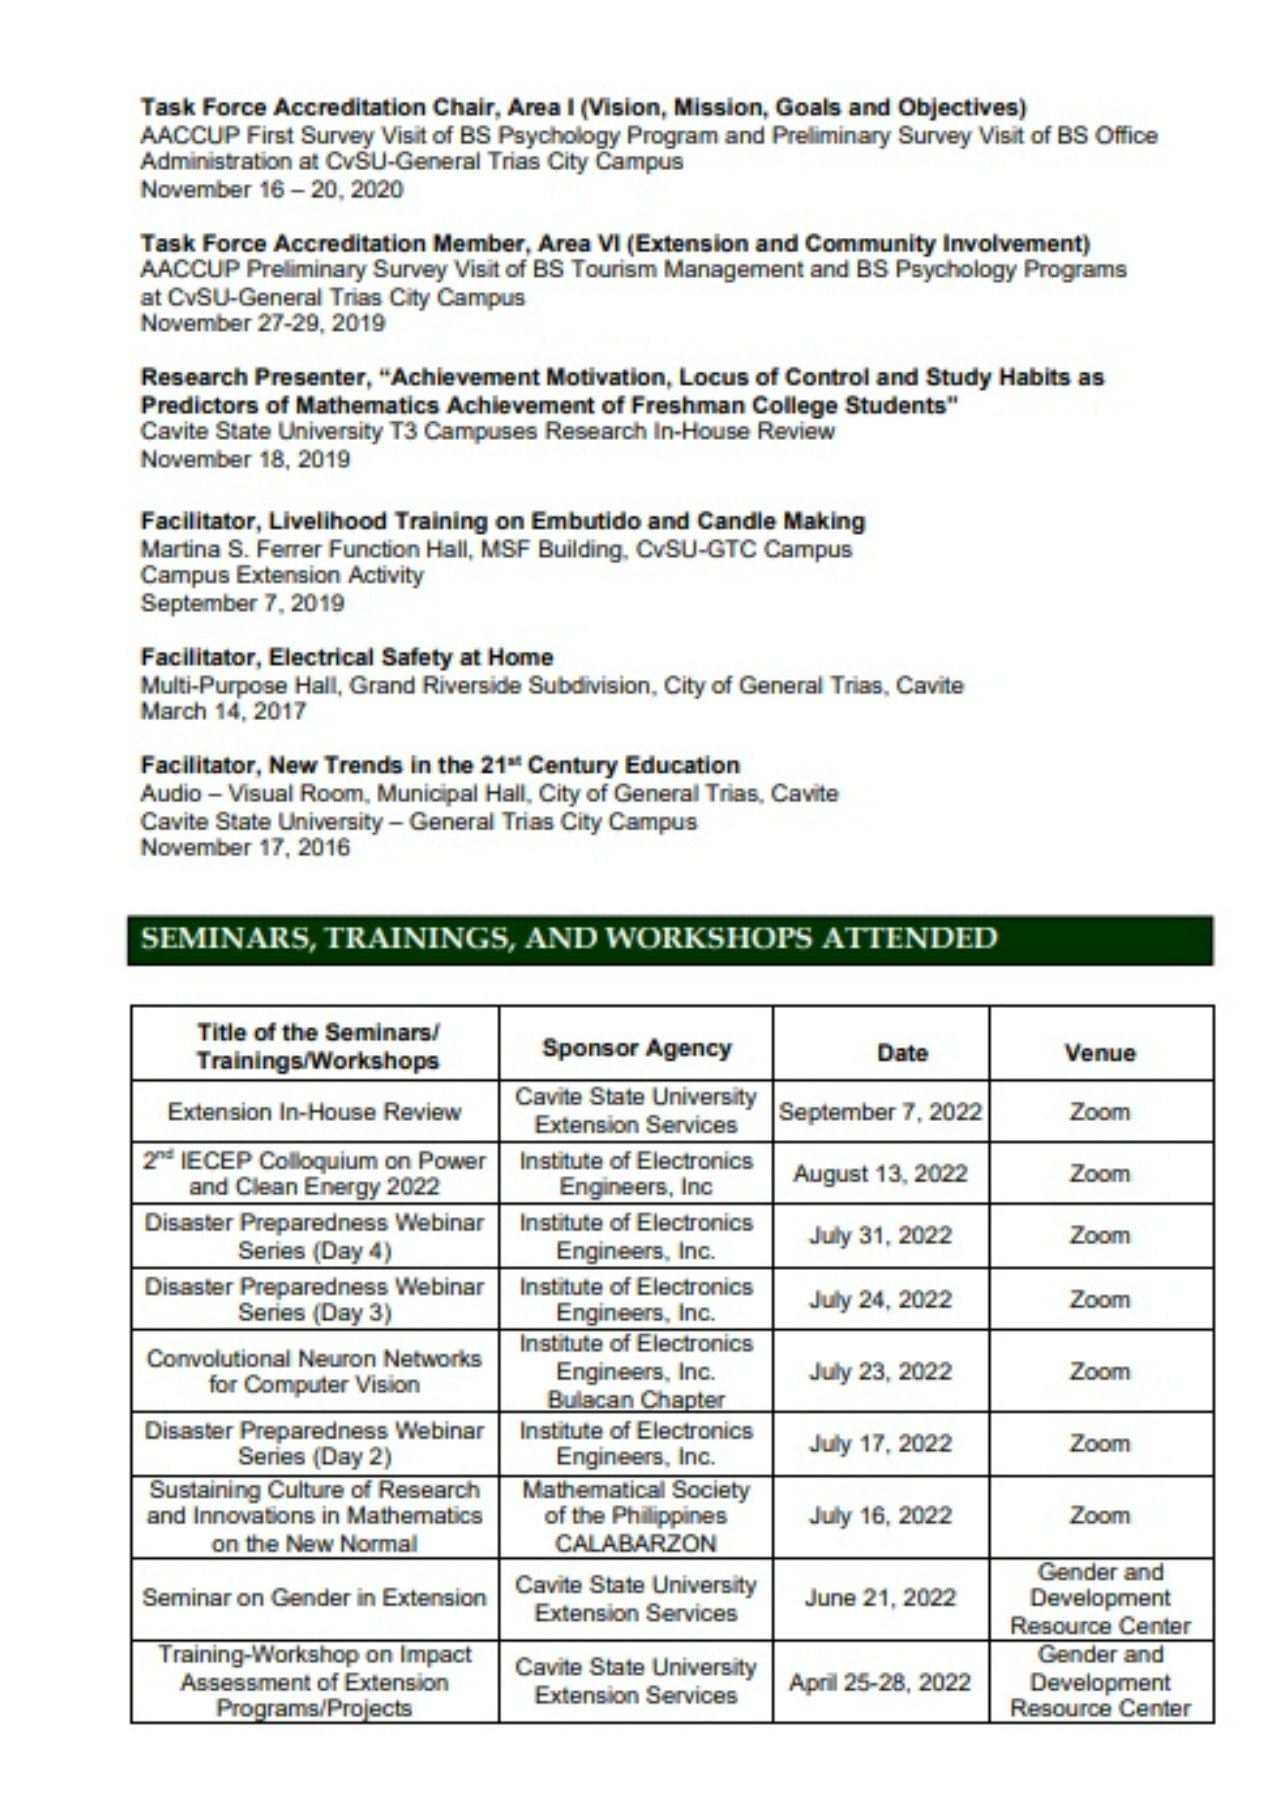 Task Force Accreditation Chair, Area I (Vision, Mission, Goals and Objectives)
AACCUP First Survey Visit of BS Psychology Program and Preliminary Survey Visit of BS Office
Administration at CvSU-General Trias City Campus
November 16 – 20, 2020
Task Force Accreditation Member, Area VI (Extension and Community Involvement)
AACCUP Preliminary Survey Visit of BS Tourism Management and BS Psychology Programs
at CvSU-General Trias City Campus
November 27-29, 2019
Research Presenter, “Achievement Motivation, Locus of Control and Study Habits as
Predictors of Mathematics Achievement of Freshman College Students”
Cavite State University T3 Campuses Research In-House Review
November 18, 2019
Facilitator, Livelihood Training on Embutido and Candle Making
Martina S. Ferrer Function Hall, MSF Building, CvSU-GTC Campus
Campus Extension Activity
September 7, 2019
Facilitator, Electrical Safety at Home
Multi-Purpose Hall, Grand Riverside Subdivision, City of General Trias, Cavite
March 14, 2017
Facilitator, New Trends in the 21st Century Education
Audio – Visual Room, Municipal Hall, City of General Trias, Cavite
Cavite State University – General Trias City Campus
November 17, 2016
SEMINARS, TRAININGS, AND WORKSHOPS ATTENDED
Title of the Seminars/
Trainings/Workshops
Sponsor Agency
Date
Venue
Extension In-House Review
Cavite State University
Extension Services
September 7, 2022
Zoom
2nd IECEP Colloquium on Power
and Clean Energy 2022
Institute of Electronics
Engineers, Inc
August 13, 2022
Zoom
Disaster Preparedness Webinar
Series (Day 4)
Institute of Electronics
Engineers, Inc.
July 31, 2022
Zoom
Disaster Preparedness Webinar
Series (Day 3)
Institute of Electronics
Engineers, Inc.
July 24, 2022
Zoom
Convolutional Neuron Networks
for Computer Vision
Institute of Electronics
Engineers, Inc.
Bulacan Chapter
July 23, 2022
Zoom
Disaster Preparedness Webinar
Series (Day 2)
Institute of Electronics
Engineers, Inc.
July 17, 2022
Zoom
Sustaining Culture of Research
and Innovations in Mathematics
on the New Normal
Mathematical Society
of the Philippines
CALABARZON
July 16, 2022
Zoom
Seminar on Gender in Extension
Cavite State University
Extension Services
June 21, 2022
Gender and
Development
Resource Center
Training-Workshop on Impact
Assessment of Extension
Programs/Projects
Cavite State University
Extension Services
April 25-28, 2022
Gender and
Development
Resource Center